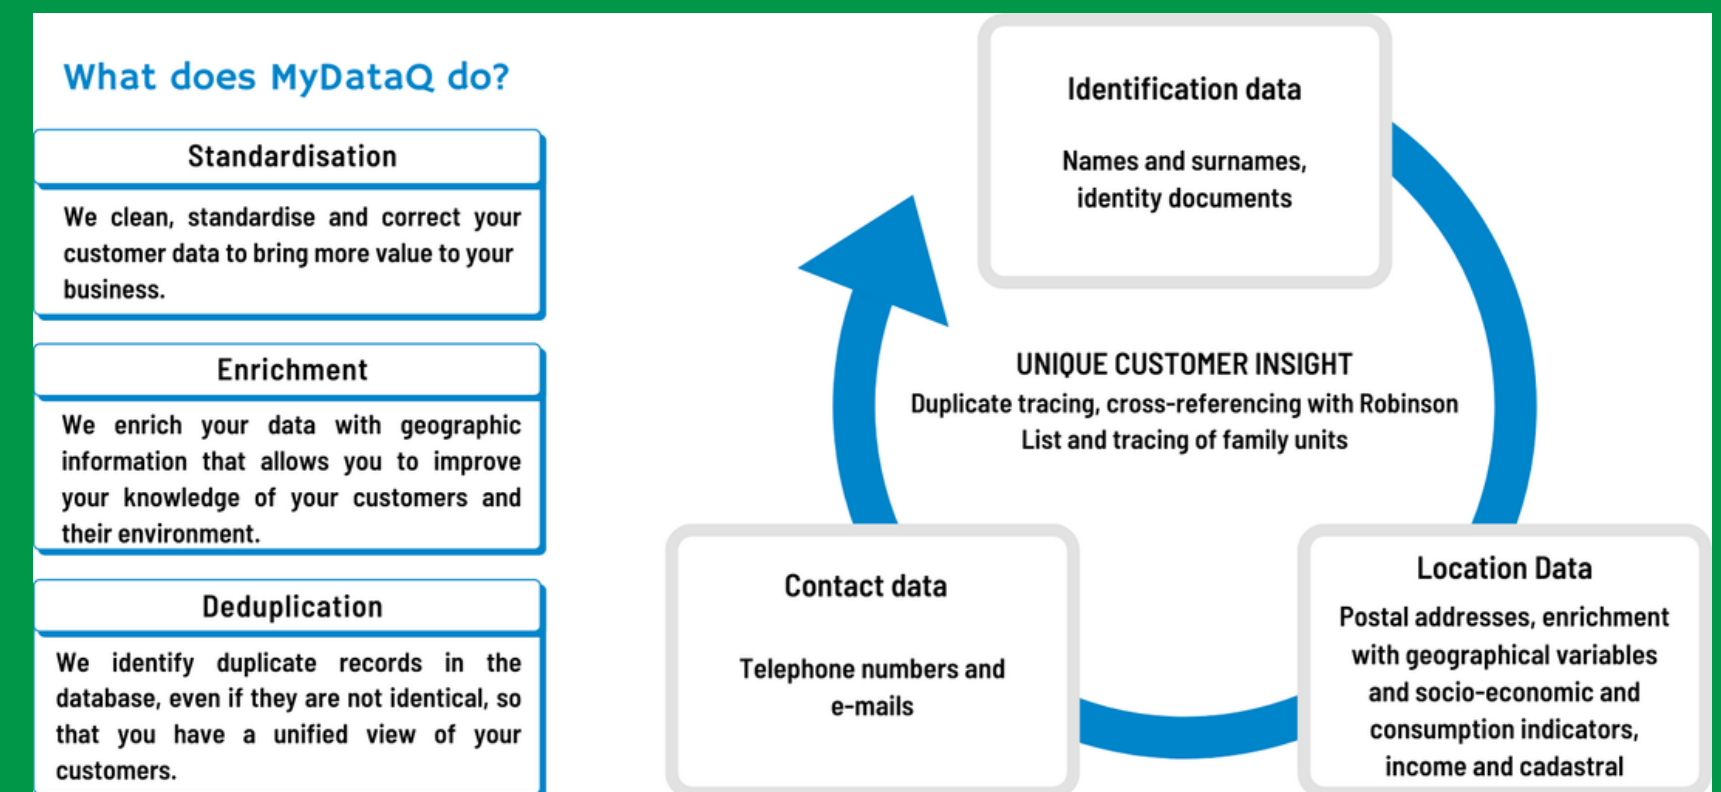 What does MyDataQ do?
Standardisation
We clean, standardise and correct your
customer data to bring more value to your
business.
Enrichment
We enrich your data with geographic
information that allows you to improve
your knowledge of your customers and
their environment.
Deduplication
We identify duplicate records in the
database, even if they are not identical, so
that you have a unified view of your
customers.
Identification data
Names and surnames,
identity documents
UNIQUE CUSTOMER INSIGHT
Duplicate tracing, cross-referencing with Robinson
List and tracing of family units
Contact data
Telephone numbers and
e-mails
Location Data
Postal addresses, enrichment
with geographical variables
and socio-economic and
consumption indicators,
income and cadastral